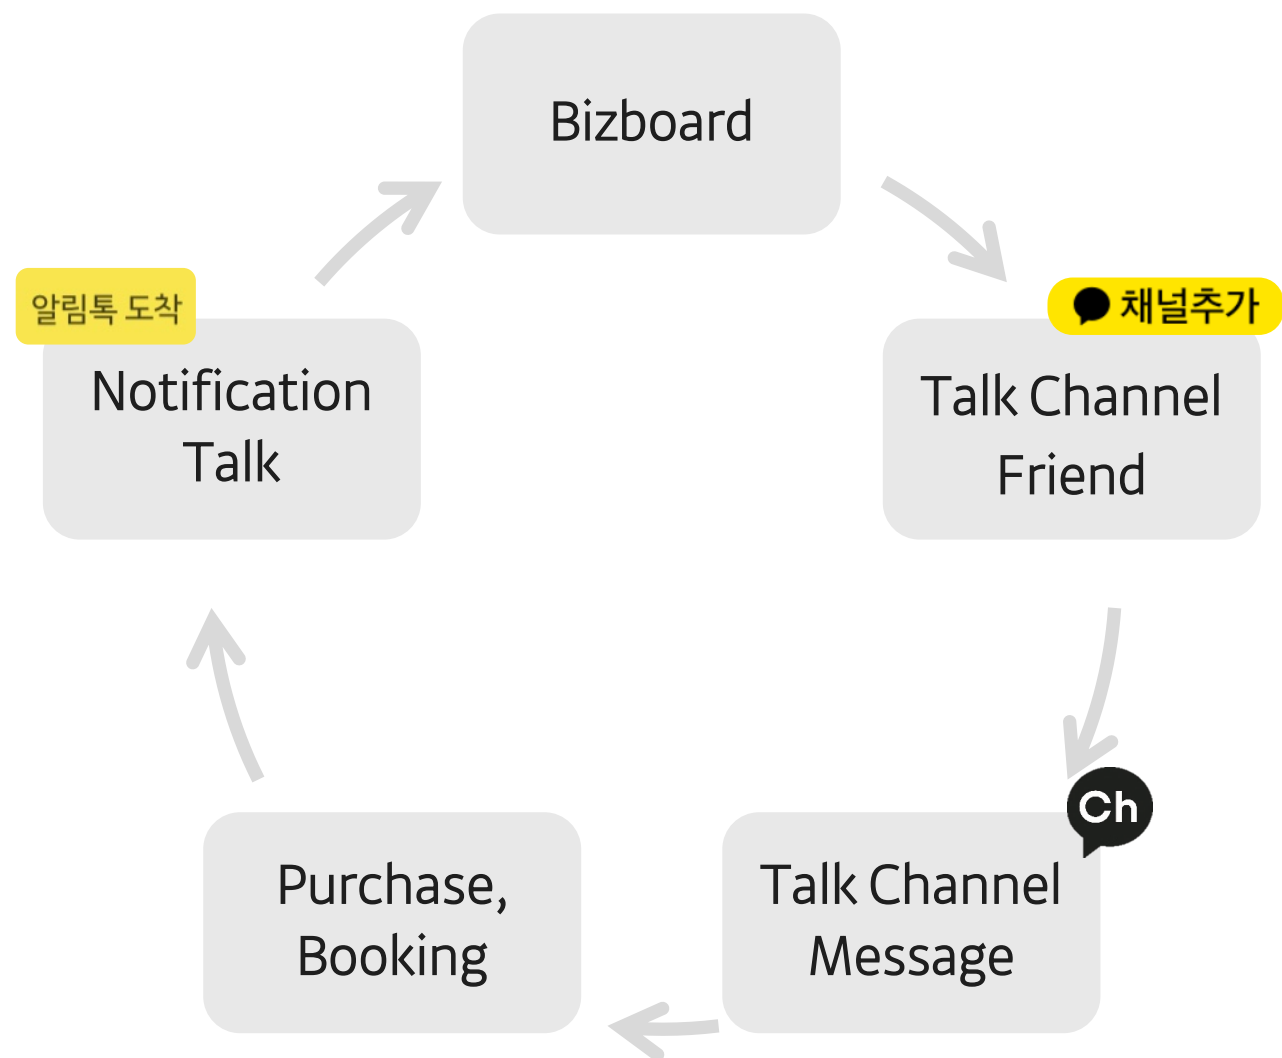 Bizboard
채널추가
Talk Channel
Friend
Ch
Talk Channel
Message
Purchase,
Booking
알림톡 도착
Notification
Talk